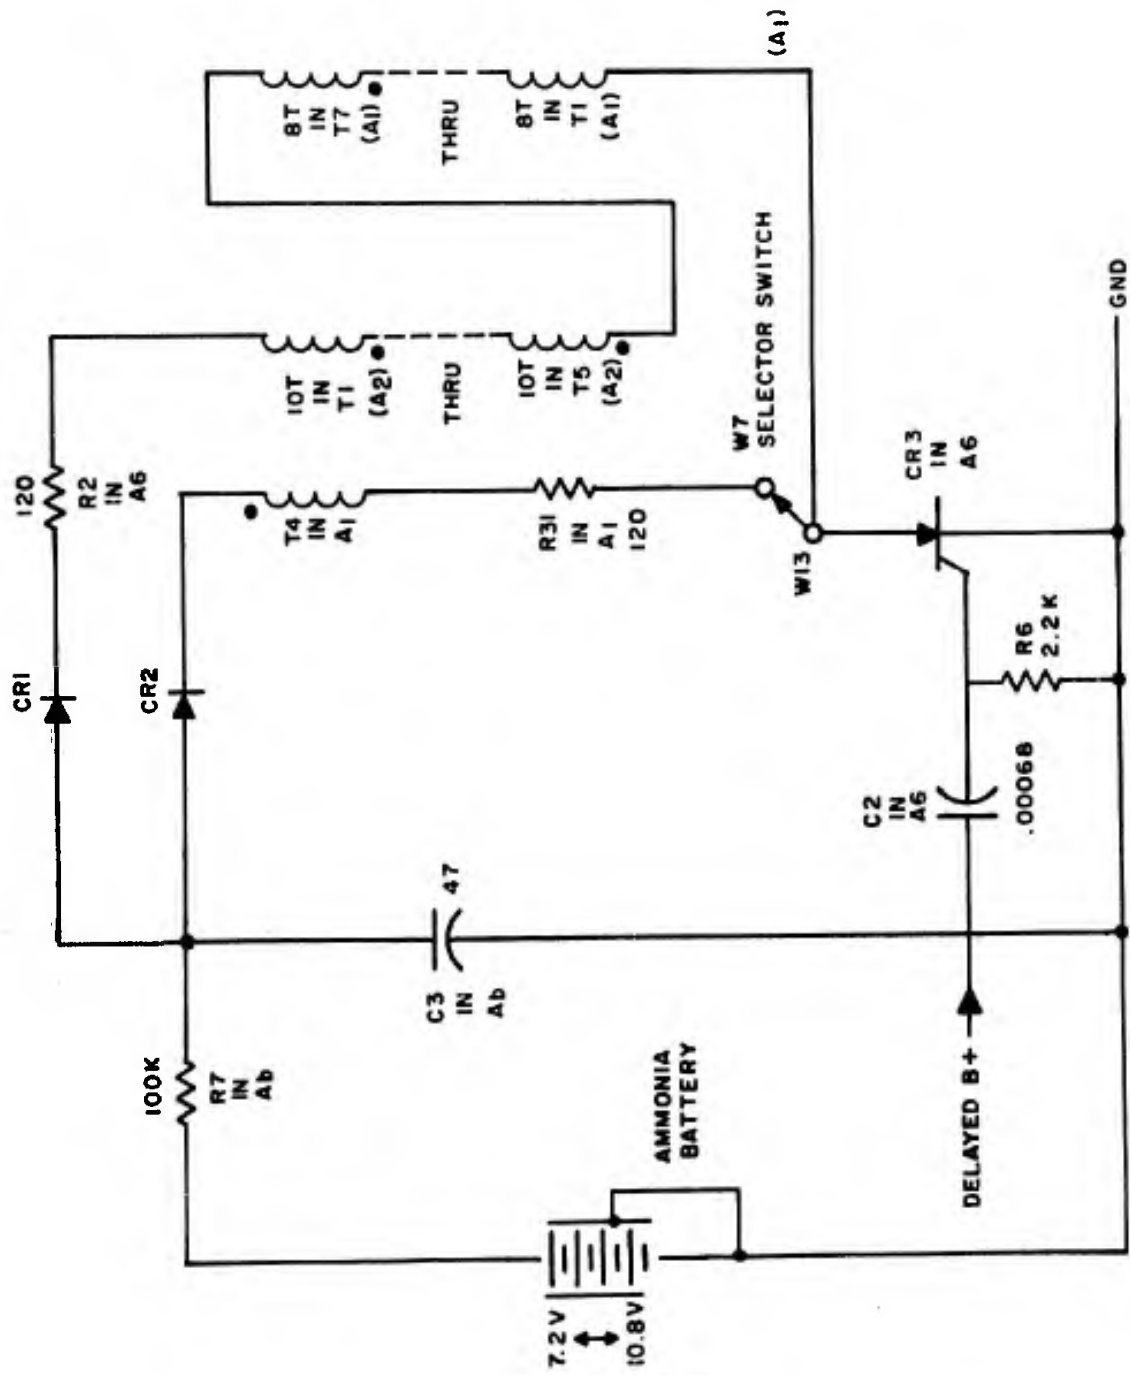 120
R2
IN
A6
CR1
CR2
100K
R7
IN
Ab
C3
IN
Ab
47
T4
IN
A1
R31
IN
A1
120
10T
IN
T1
(A2)
THRU
10T
IN
T5
(A2)
8T
IN
T7
(A1)
THRU
8T
IN
T1
(A1)
(A1)
W7
SELECTOR SWITCH
W13
CR3
IN
A6
7.2V
10.8V
AMMONIA
BATTERY
DELAYED B+
C2
IN
A6
.00068
R6
2.2K
GND